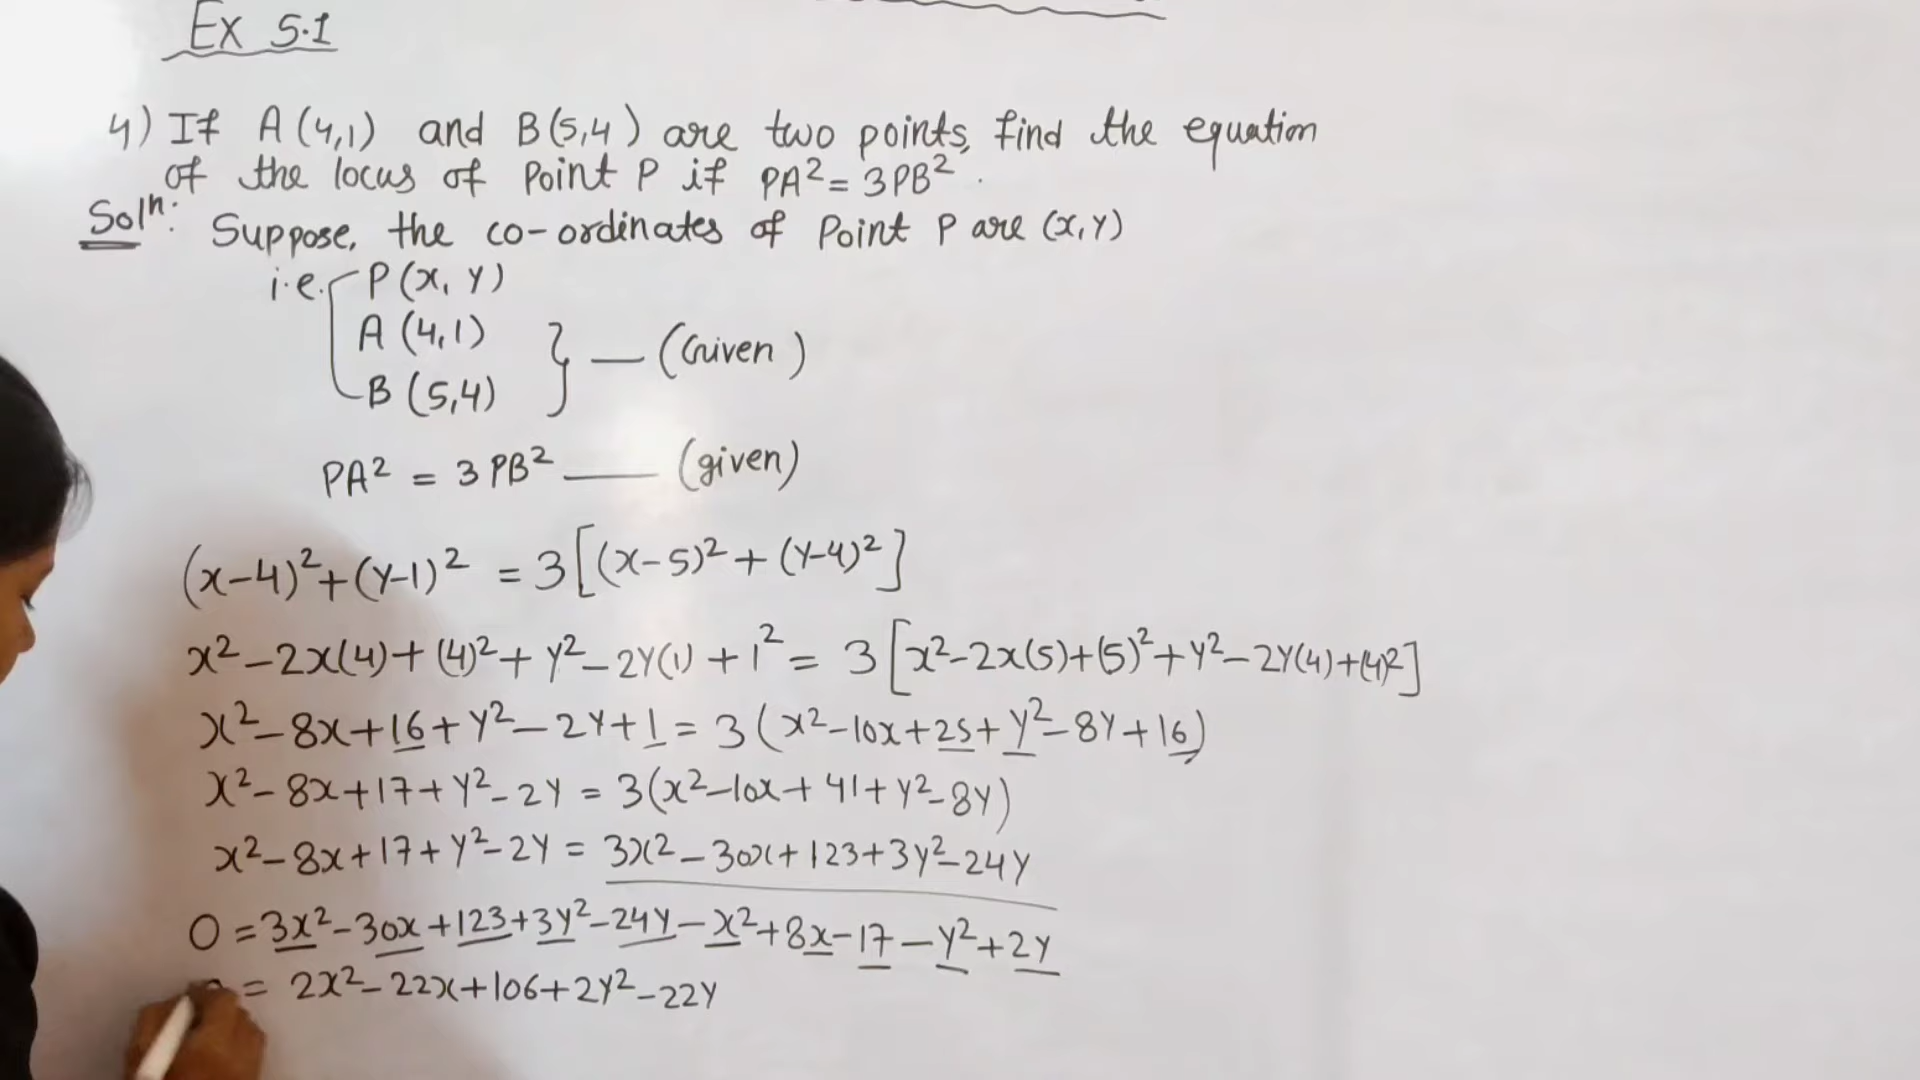 Ex 5.1
4) If A(4,1) and B(5,4) are two points, find the equation
of the locus of Point P if PA² = 3PB².
Solⁿ: Suppose, the co-ordinates of Point P are (x, y)
i.e. P(x, y)
A (4,1)
} — (Given)
B (5,4)
PA² = 3 PB² — (given)
(x-4)²+(y-1)² = 3[(x-5)² + (y-4)²]
x²-2x(4)+(4)²+y²-2y(1)+1² = 3[x²-2x(5)+(5)²+y²-2y(4)+(4)²]
x²-8x+16+y²-2y+1 = 3(x²-10x+25+y²-8y+16)
x²-8x+17+y²-2y = 3(x²-10x+41+y²-8y)
x²-8x+17+y²-2y = 3x²-30x+123+3y²-24y
0 = 3x²-30x+123+3y²-24y-x²+8x-17-y²+2y
= 2x²-22x+106+2y²-22y